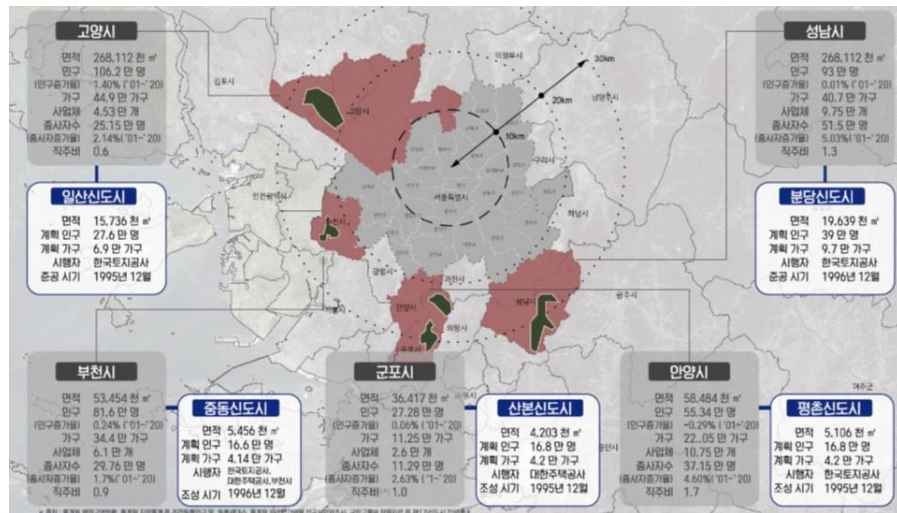 고양시
면적 268,112 천 ㎡
인구 106.2 만 명
(인구증가율) 1.40% ('01~'20)
가구 44.9 만 가구
사업체 4.53 만 개
종사자수 25.15 만 명
(종사자증가율) 2.14% ('01~'20)
직주비 0.6
일산신도시
면적 15,736 천 ㎡
계획 인구 27.6 만 명
계획 가구 6.9 만 가구
시행자 한국토지공사
준공 시기 1995년 12월
성남시
면적 268,112 천 ㎡
인구 93 만 명
(인구증가율) 0.01% ('01~'20)
가구 40.7 만 가구
사업체 9.75 만 개
종사자수 51.5 만 명
(종사자증가율) 5.03% ('01~'20)
직주비 1.3
분당신도시
면적 19,639 천 ㎡
계획 인구 39 만 명
계획 가구 9.7 만 가구
시행자 한국토지공사
준공 시기 1996년 12월
김포시
고양시
의정부시
남양주시
30km
20km
10km
구리시
서울특별시
인천광역시
부천시
하남시
광명시
과천시
안양시
의왕시
군포시
성남시
광주시
시흥시
부천시
면적 53,454 천 ㎡
인구 81.6 만 명
(인구증가율) 0.24% ('01~'20)
가구 34.4 만 가구
사업체 6.1 만 개
종사자수 29.76 만 명
(종사자증가율) 1.7% ('01~'20)
직주비 0.9
중동신도시
면적 5,456 천 ㎡
계획 인구 16.6 만 명
계획 가구 4.14 만 가구
시행자 한국토지공사,
대한주택공사, 부천시
조성 시기 1996년 12월
군포시
면적 36,417 천 ㎡
인구 27.28 만 명
(인구증가율) 0.06% ('01~'20)
가구 11.25 만 가구
사업체 2.6 만 개
종사자수 11.29 만 명
(종사자증가율) 2.63% ('1~'20)
직주비 1.0
산본신도시
면적 4,203 천 ㎡
계획 인구 16.8 만 명
계획 가구 4.2 만 가구
시행자 대한주택공사
조성 시기 1995년 12월
안양시
면적 58,484 천 ㎡
인구 55.34 만 명
(인구증가율) -0.29% ('01~'20)
가구 22..05 만 가구
사업체 10.75 만 개
종사자수 37.15 만 명
(종사자증가율) 4.60% ('01~'20)
직주비 1.7
평촌신도시
면적 5,106 천 ㎡
계획 인구 16.8 만 명
계획 가구 4.2 만 가구
시행자 한국토지공사
조성 시기 1995년 12월